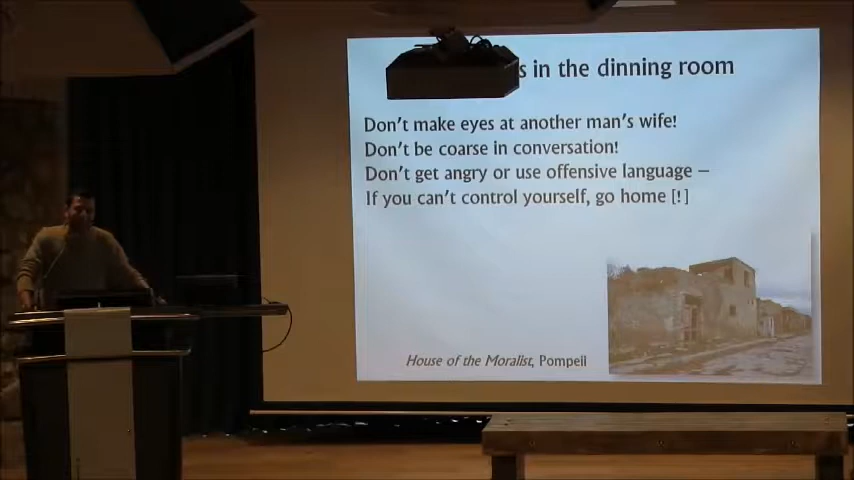 in the dinning room
Don't make eyes at another man's wife!
Don't be coarse in conversation!
Don't get angry or use offensive language –
If you can't control yourself, go home [!]
House of the Moralist, Pompeii